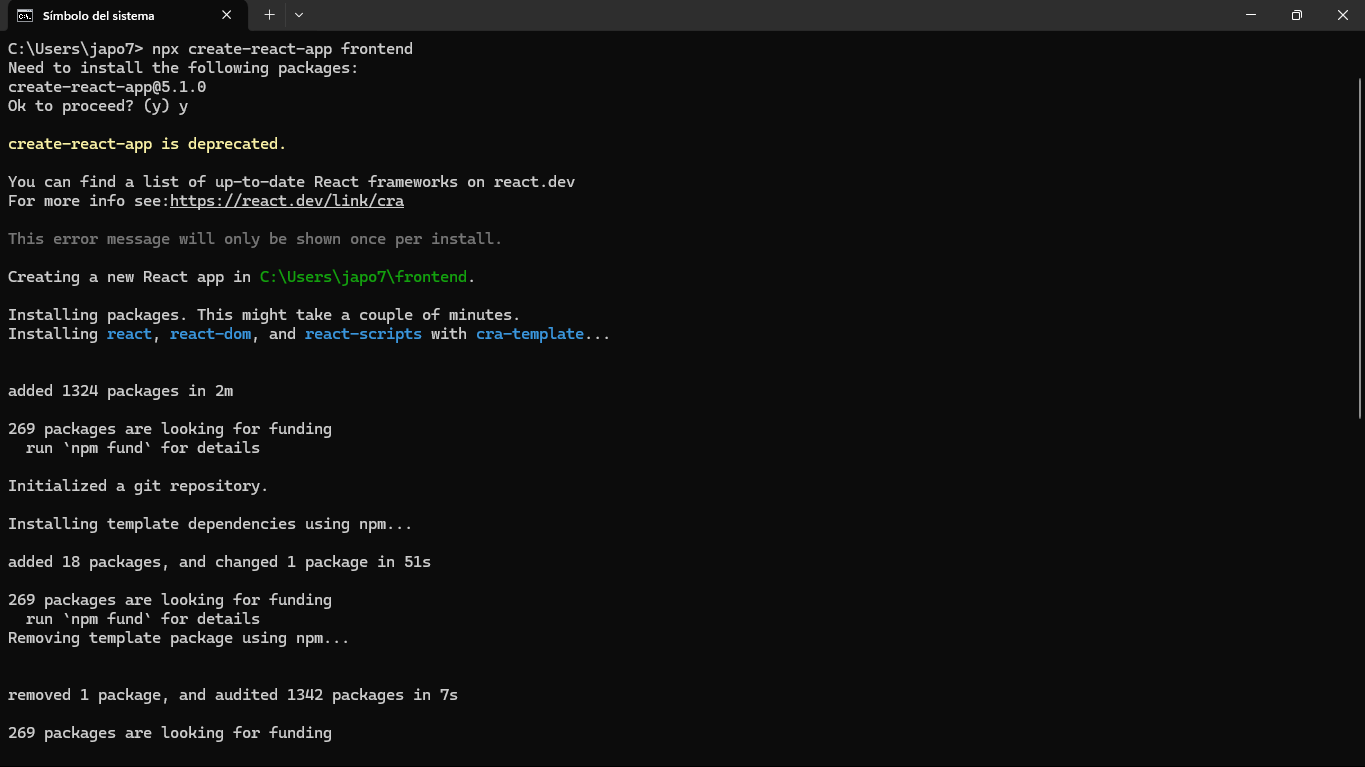 Símbolo del sistema
C:\Users\japo7> npx create-react-app frontend
Need to install the following packages:
create-react-app@5.1.0
Ok to proceed? (y) y
create-react-app is deprecated.
You can find a list of up-to-date React frameworks on react.dev
For more info see:https://react.dev/link/cra
This error message will only be shown once per install.
Creating a new React app in C:\Users\japo7\frontend.
Installing packages. This might take a couple of minutes.
Installing react, react-dom, and react-scripts with cra-template...
added 1324 packages in 2m
269 packages are looking for funding
  run `npm fund` for details
Initialized a git repository.
Installing template dependencies using npm...
added 18 packages, and changed 1 package in 51s
269 packages are looking for funding
  run `npm fund` for details
Removing template package using npm...
removed 1 package, and audited 1342 packages in 7s
269 packages are looking for funding